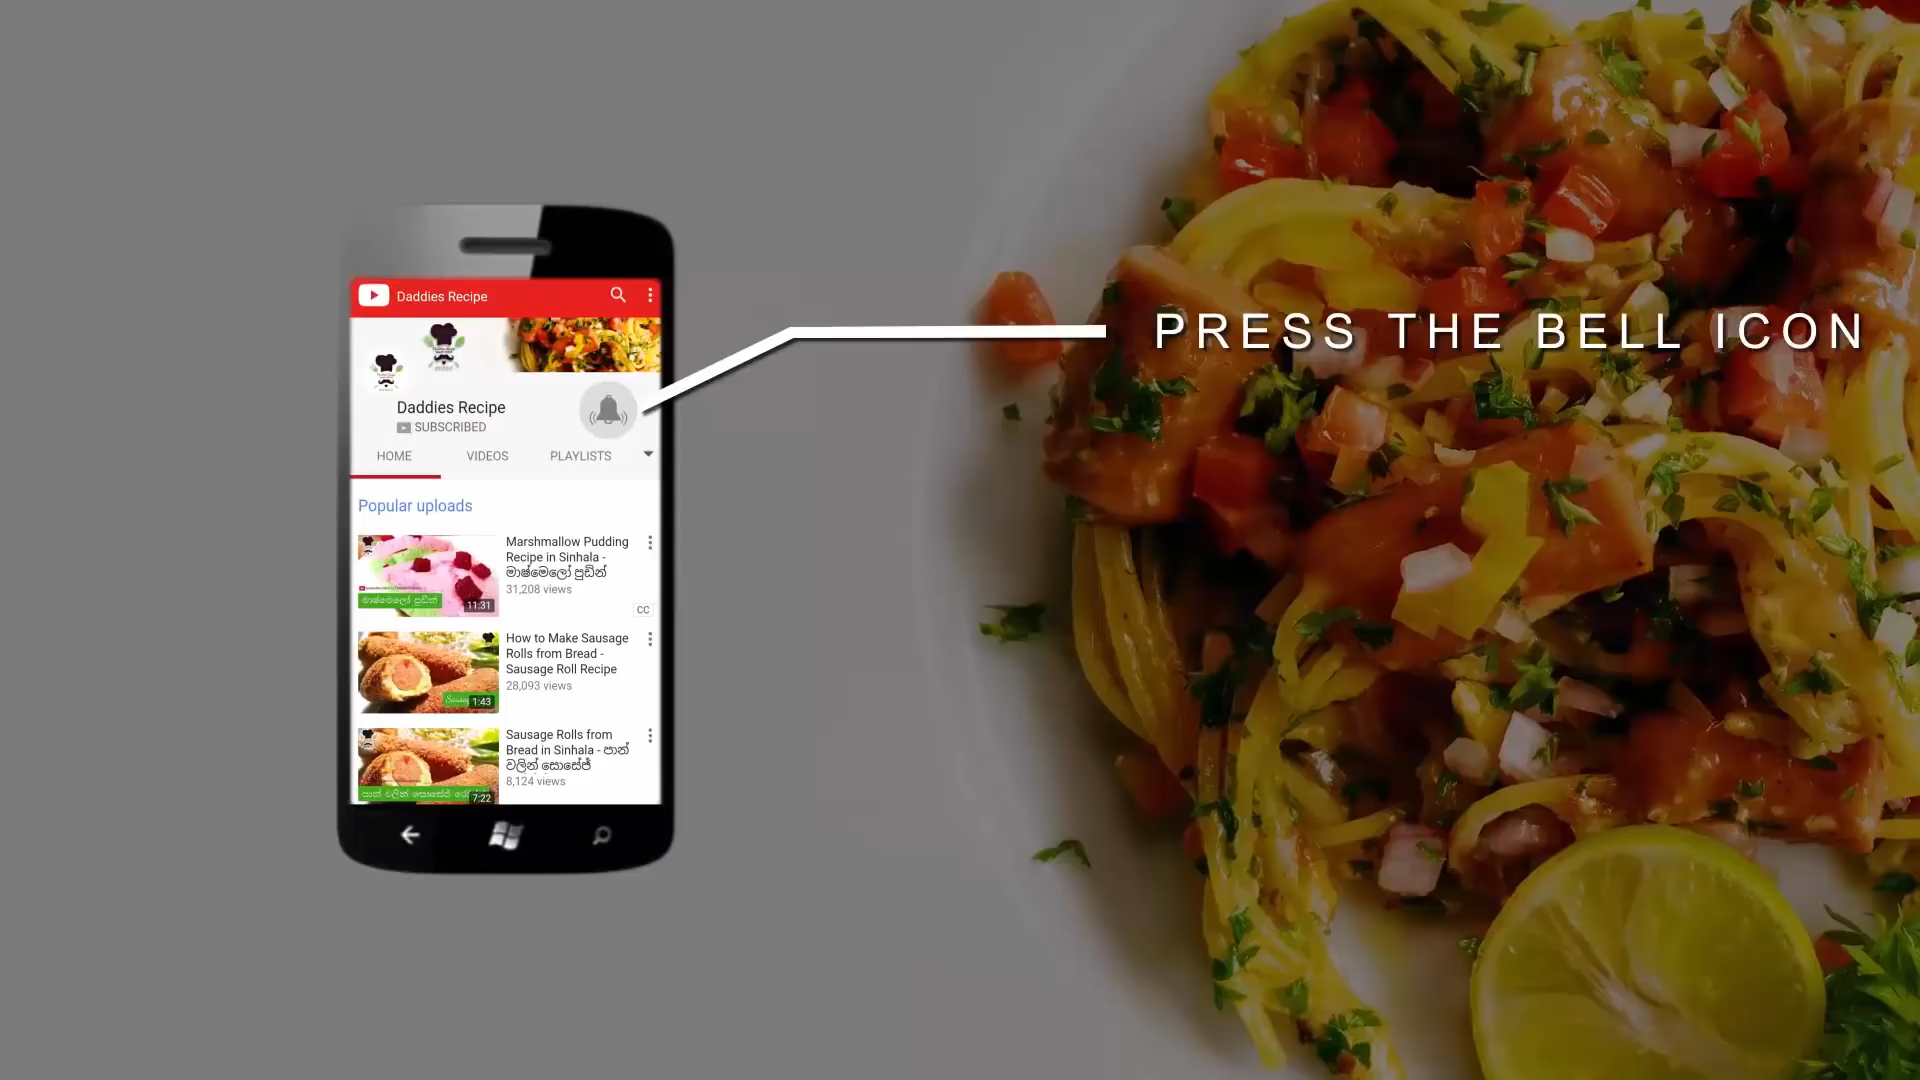 Daddies Recipe
PRESS THE BELL ICON
Daddies Recipe
SUBSCRIBED
HOME VIDEOS PLAYLISTS
Popular uploads
Marshmallow Pudding
Recipe in Sinhala -
මාෂ්මෙලෝ පුඩින්
31,208 views
මාෂ්මෙලෝ පුඩින්
11:31
CC
How to Make Sausage
Rolls from Bread -
Sausage Roll Recipe
28,093 views
1:43
Sausage Rolls from
Bread in Sinhala - පාන්
වලින් සොසේජ්
8,124 views
පාන් වලින් සොසේජ්
7:22